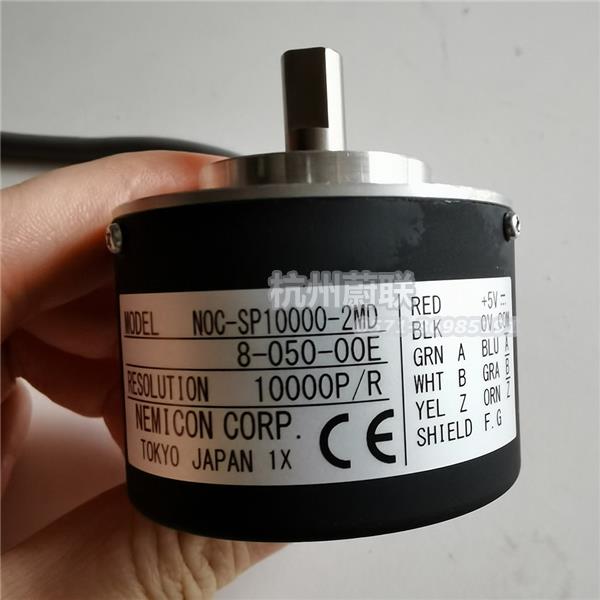 杭州蔚联
MODEL NOC-SP10000-2MD
8-050-00E
RESOLUTION 10000P/R
NEMICON CORP.
TOKYO JAPAN 1X
CE
RED +5V
BLK 0V.COM
GRN A BLU A̅
WHT B GRA B̅
YEL Z ORN Z̅
SHIELD F.G